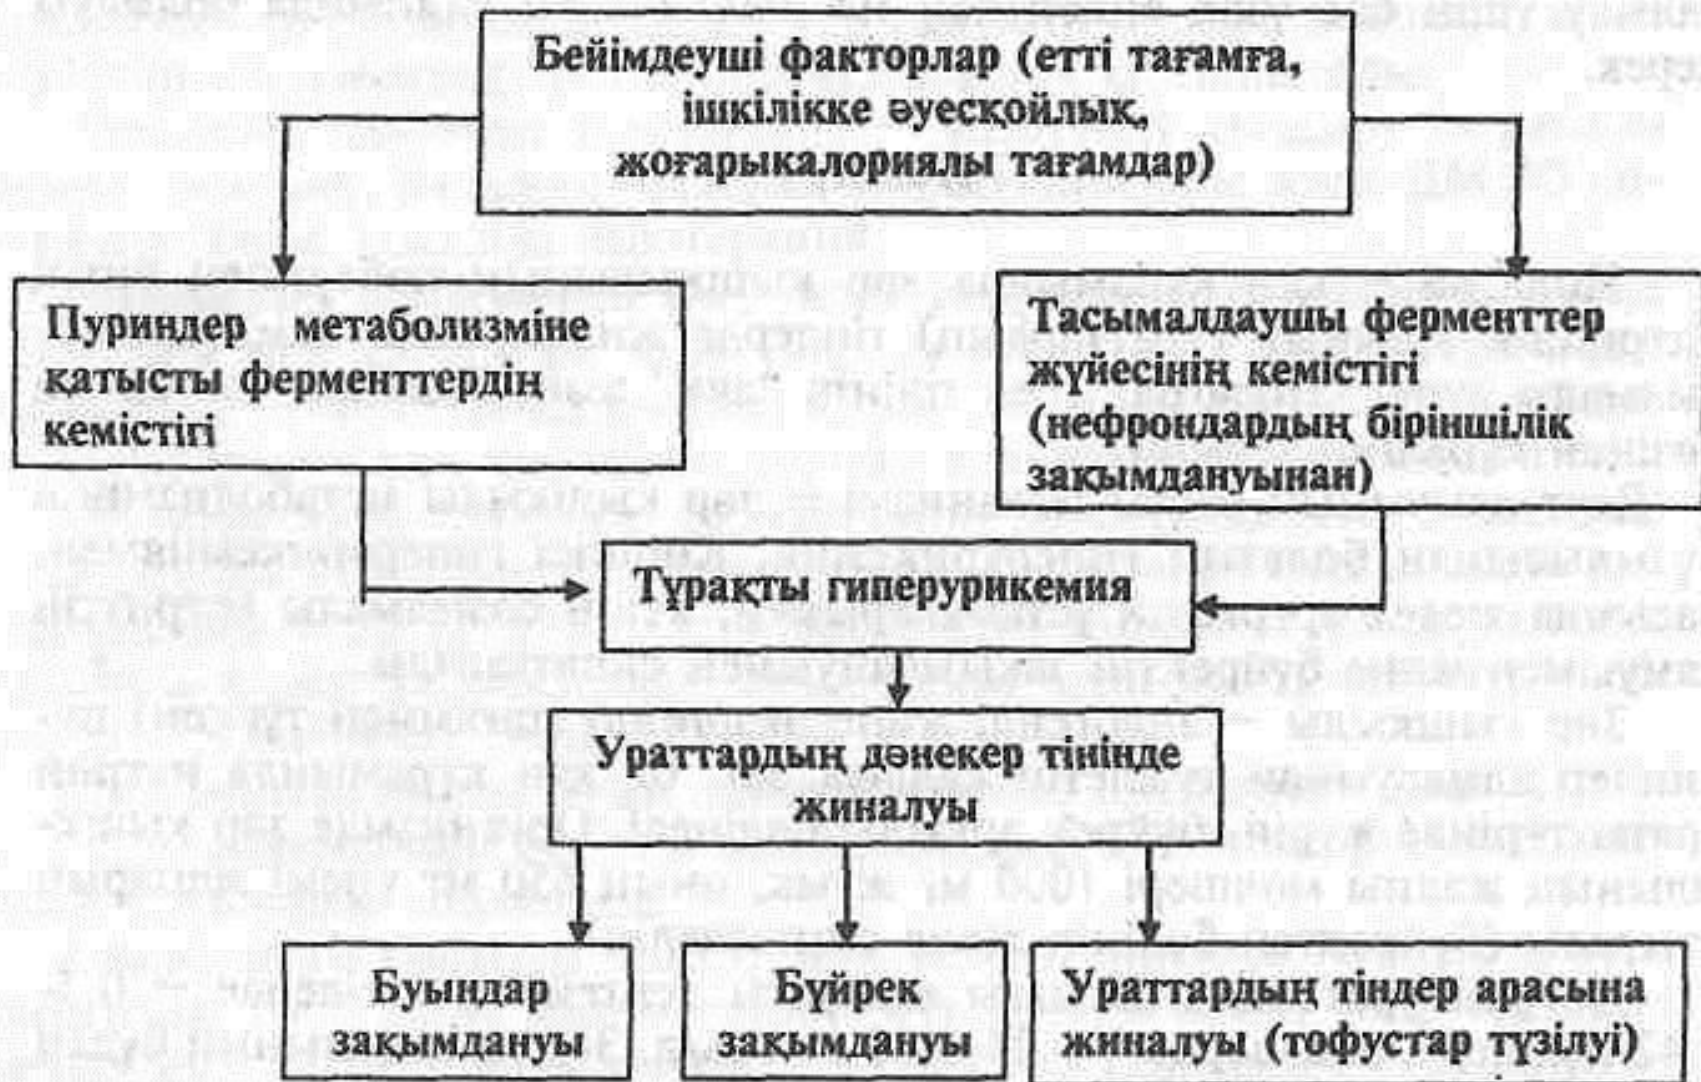 Бейімдеуші факторлар (етті тағамға,
ішкілікке әуесқойлық,
жоғарыкалориялы тағамдар)
Пуриндер метаболизміне
қатысты ферменттердің
кемістігі
Тасымалдаушы ферменттер
жүйесінің кемістігі
(нефрондардың біріншілік
зақымдануынан)
Тұрақты гиперурикемия
Ураттардың дәнекер тінінде
жиналуы
Буындар
зақымдануы
Бүйрек
зақымдануы
Ураттардың тіндер арасына
жиналуы (тофустар түзілуі)